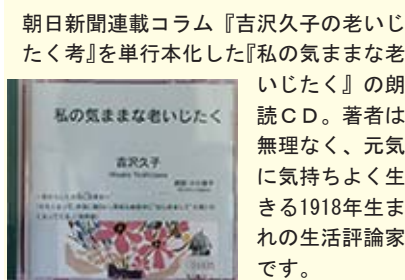 朝日新聞連載コラム『吉沢久子の老いじ
たく考』を単行本化した『私の気ままな老
いじたく』の朗
読ＣＤ。著者は
無理なく、元気
に気持ちよく生
きる1918年生ま
れの生活評論家
です。
私の気ままな老いじたく
吉沢久子